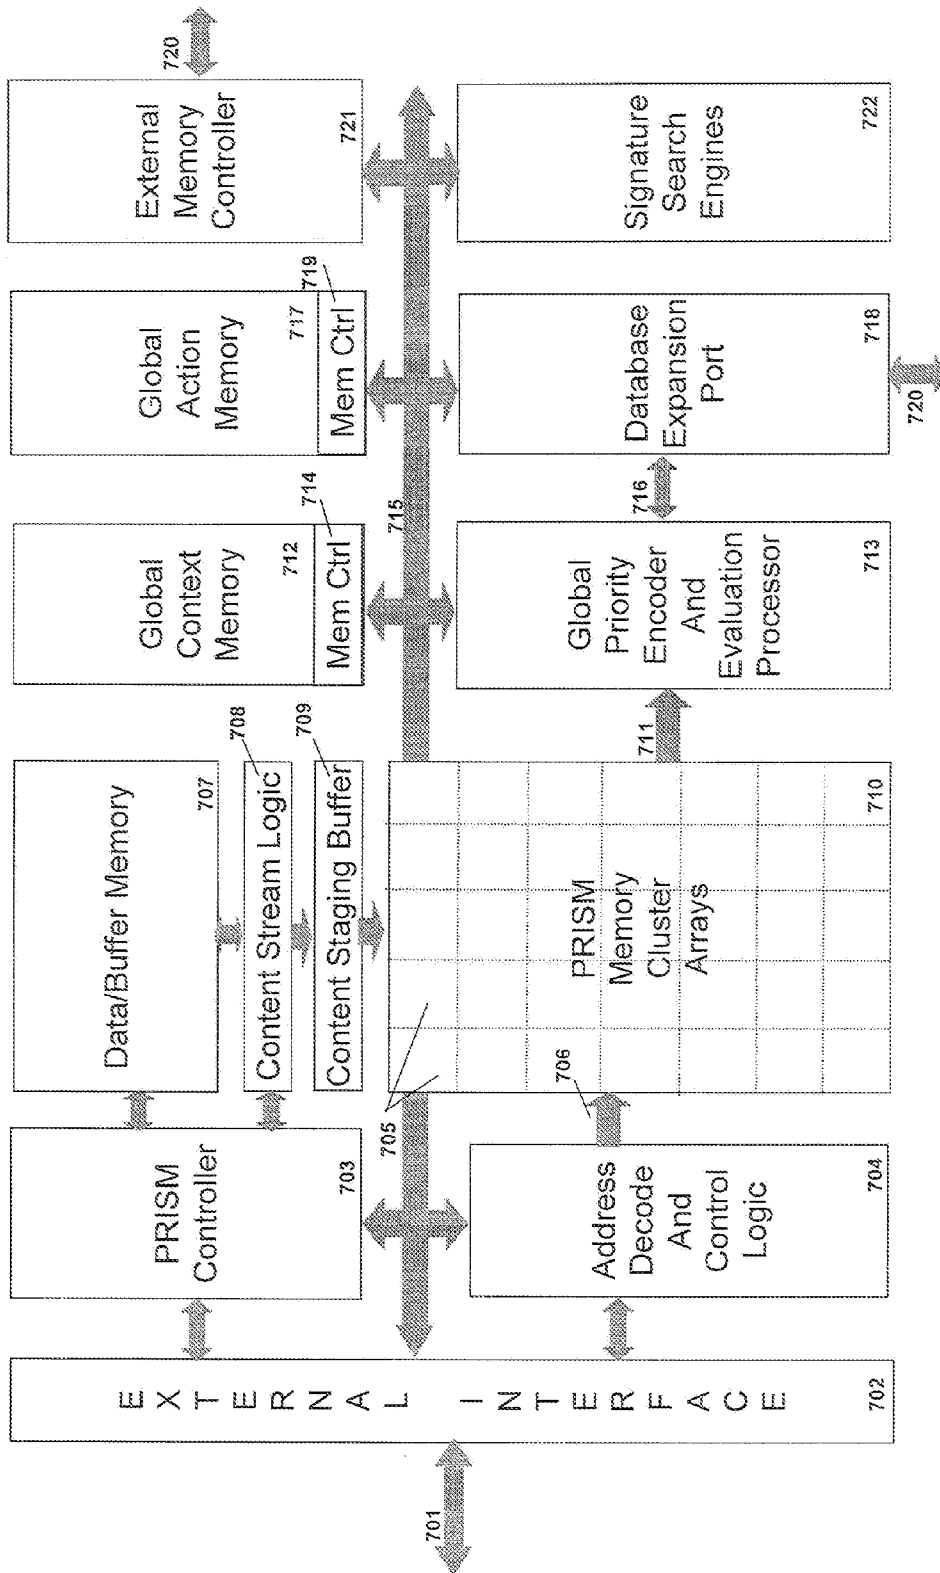 701
EXTERNAL INTERFACE
702
PRISM
Controller
703
Address
Decode
And
Control
Logic
704
705
706
Data/Buffer Memory
707
Content Stream Logic
708
Content Staging Buffer
709
PRISM
Memory
Cluster
Arrays
710
711
Global
Context
Memory
712
Mem Ctrl
714
715
Global
Priority
Encoder
And
Evaluation
Processor
713
716
Global
Action
Memory
717
Mem Ctrl
719
Database
Expansion
Port
718
720
External
Memory
Controller
721
720
Signature
Search
Engines
722